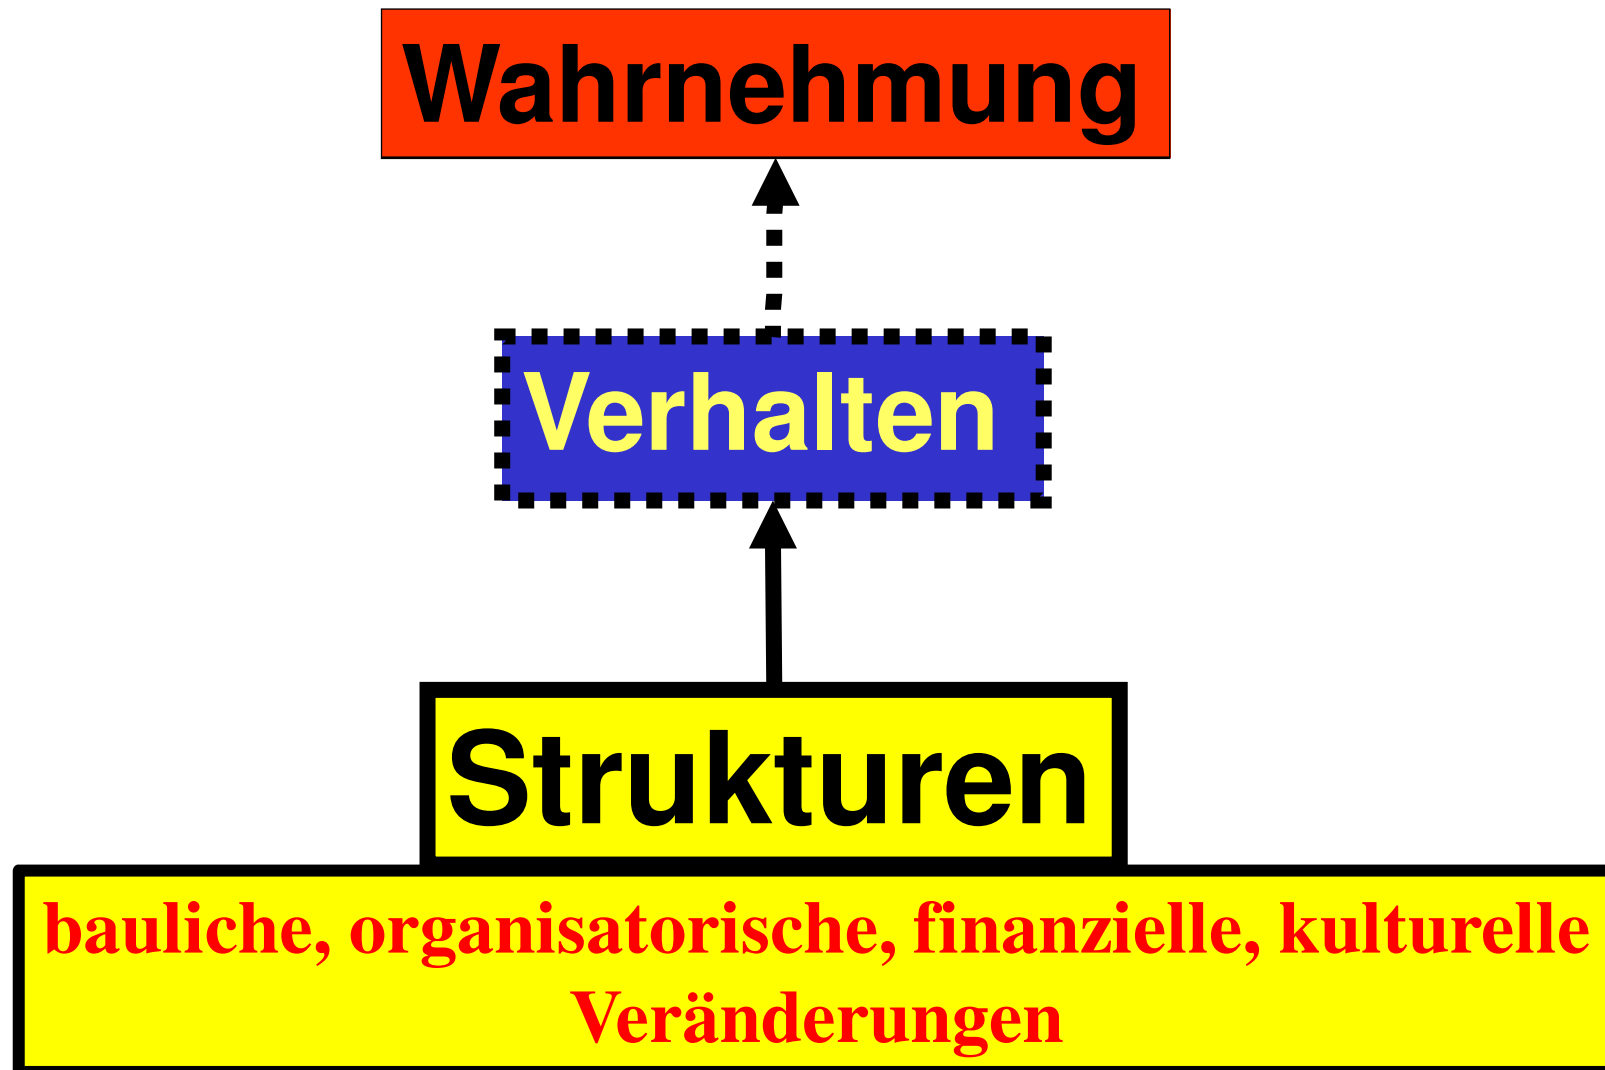 Wahrnehmung
Verhalten
Strukturen
bauliche, organisatorische, finanzielle, kulturelle
Veränderungen